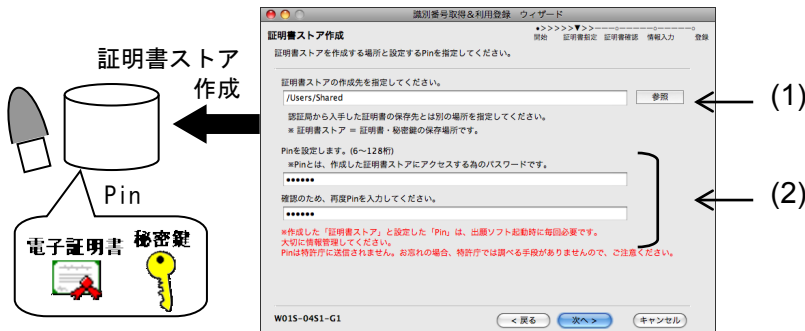 証明書ストア
作成
Pin
電子証明書
秘密鍵
識別番号取得&利用登録 ウィザード
証明書ストア作成
●>>>>>▼>>-----○-----○-----○
開始 証明書指定 証明書確認 情報入力 登録
証明書ストアを作成する場所と設定するPinを指定してください。
証明書ストアの作成先を指定してください。
/Users/Shared
参照
(1)
認証局から入手した証明書の保存先とは別の場所を指定してください。
※ 証明書ストア = 証明書・秘密鍵の保存場所です。
Pinを設定します。(6~128桁)
※Pinとは、作成した証明書ストアにアクセスする為のパスワードです。
••••••
(2)
確認のため、再度Pinを入力してください。
••••••
※作成した「証明書ストア」と設定した「Pin」は、出願ソフト起動時に毎回必要です。
大切に情報管理してください。
Pinは特許庁に送信されません。お忘れの場合、特許庁では調べる手段がありませんので、ご注意ください。
W01S-04S1-G1
< 戻る
次へ >
キャンセル